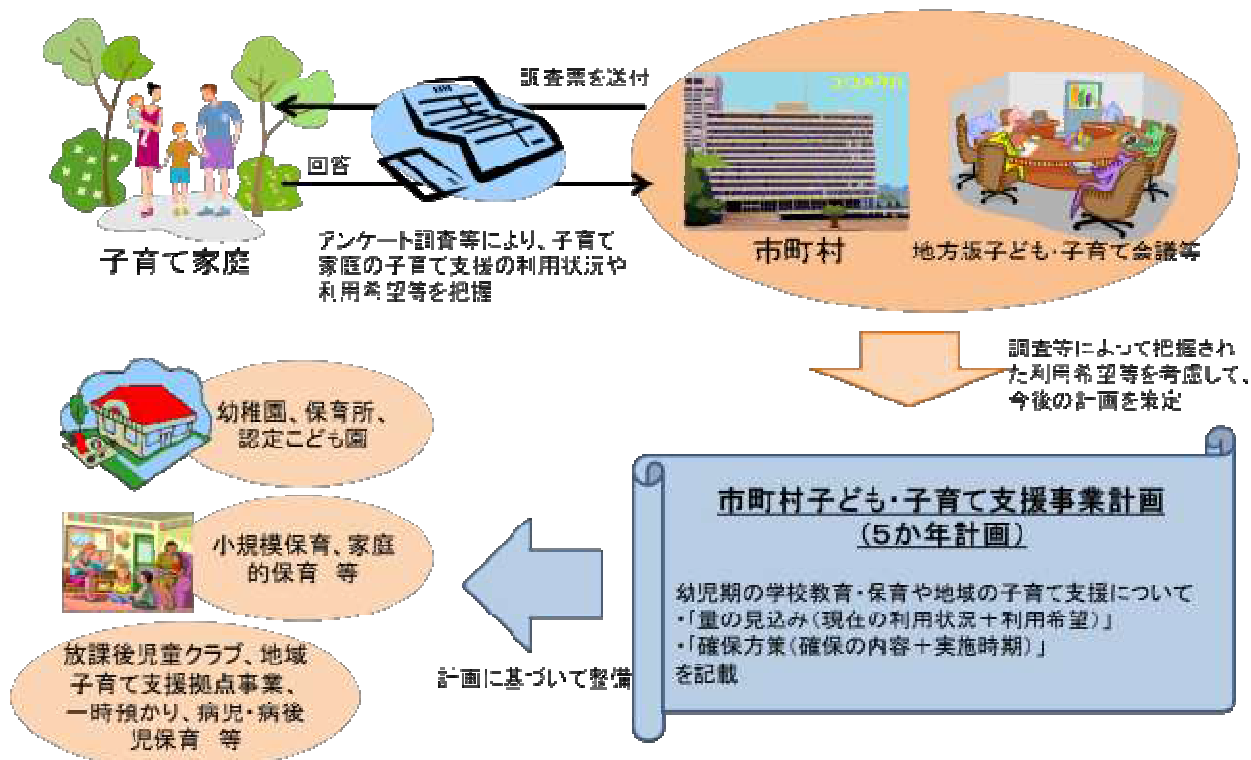 調査票を送付
回答
子育て家庭
アンケート調査等により、子育て
家庭の子育て支援の利用状況や
利用希望等を把握
市町村
地方版子ども・子育て会議等
調査等によって把握され
た利用希望等を考慮して、
今後の計画を策定
市町村子ども・子育て支援事業計画
(5か年計画)
幼児期の学校教育・保育や地域の子育て支援について
・「量の見込み(現在の利用状況+利用希望)」
・「確保方策(確保の内容+実施時期)」
を記載
計画に基づいて整備
幼稚園、保育所、
認定こども園
小規模保育、家庭
的保育 等
放課後児童クラブ、地域
子育て支援拠点事業、
一時預かり、病児・病後
児保育 等